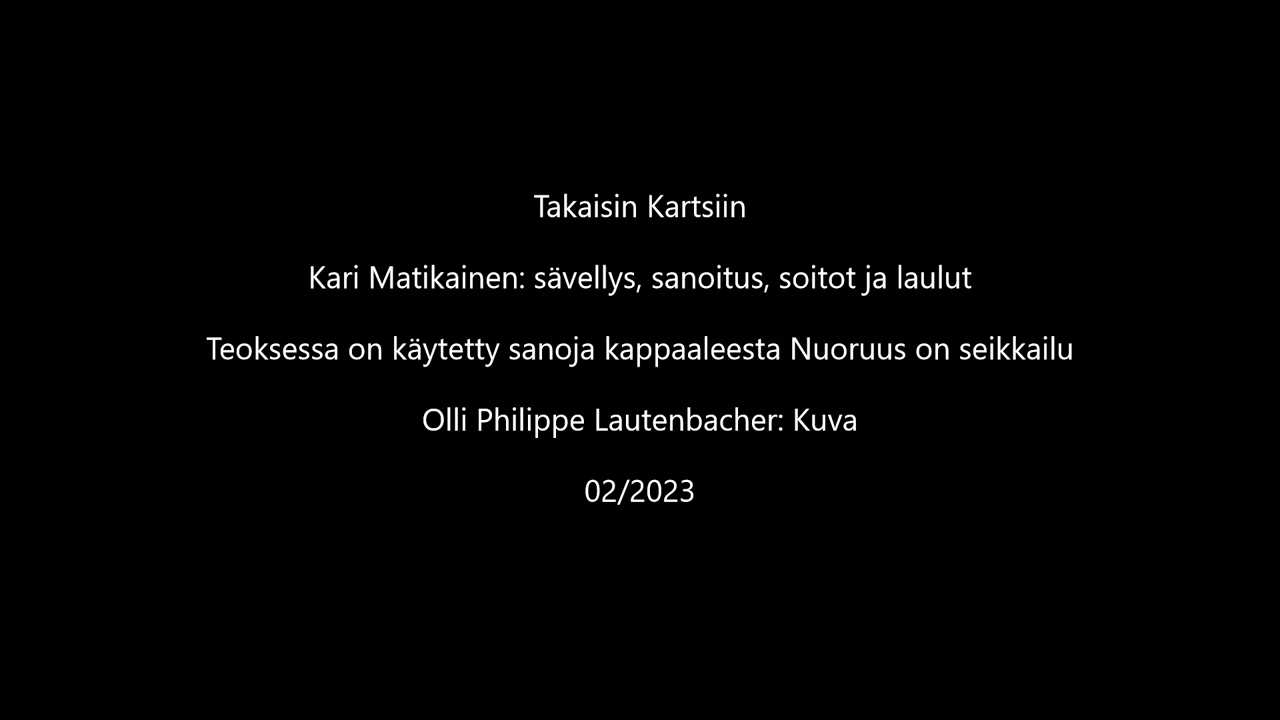 Takaisin Kartsiin
Kari Matikainen: sävellys, sanoitus, soitot ja laulut
Teoksessa on käytetty sanoja kappaaleesta Nuoruus on seikkailu
Olli Philippe Lautenbacher: Kuva
02/2023